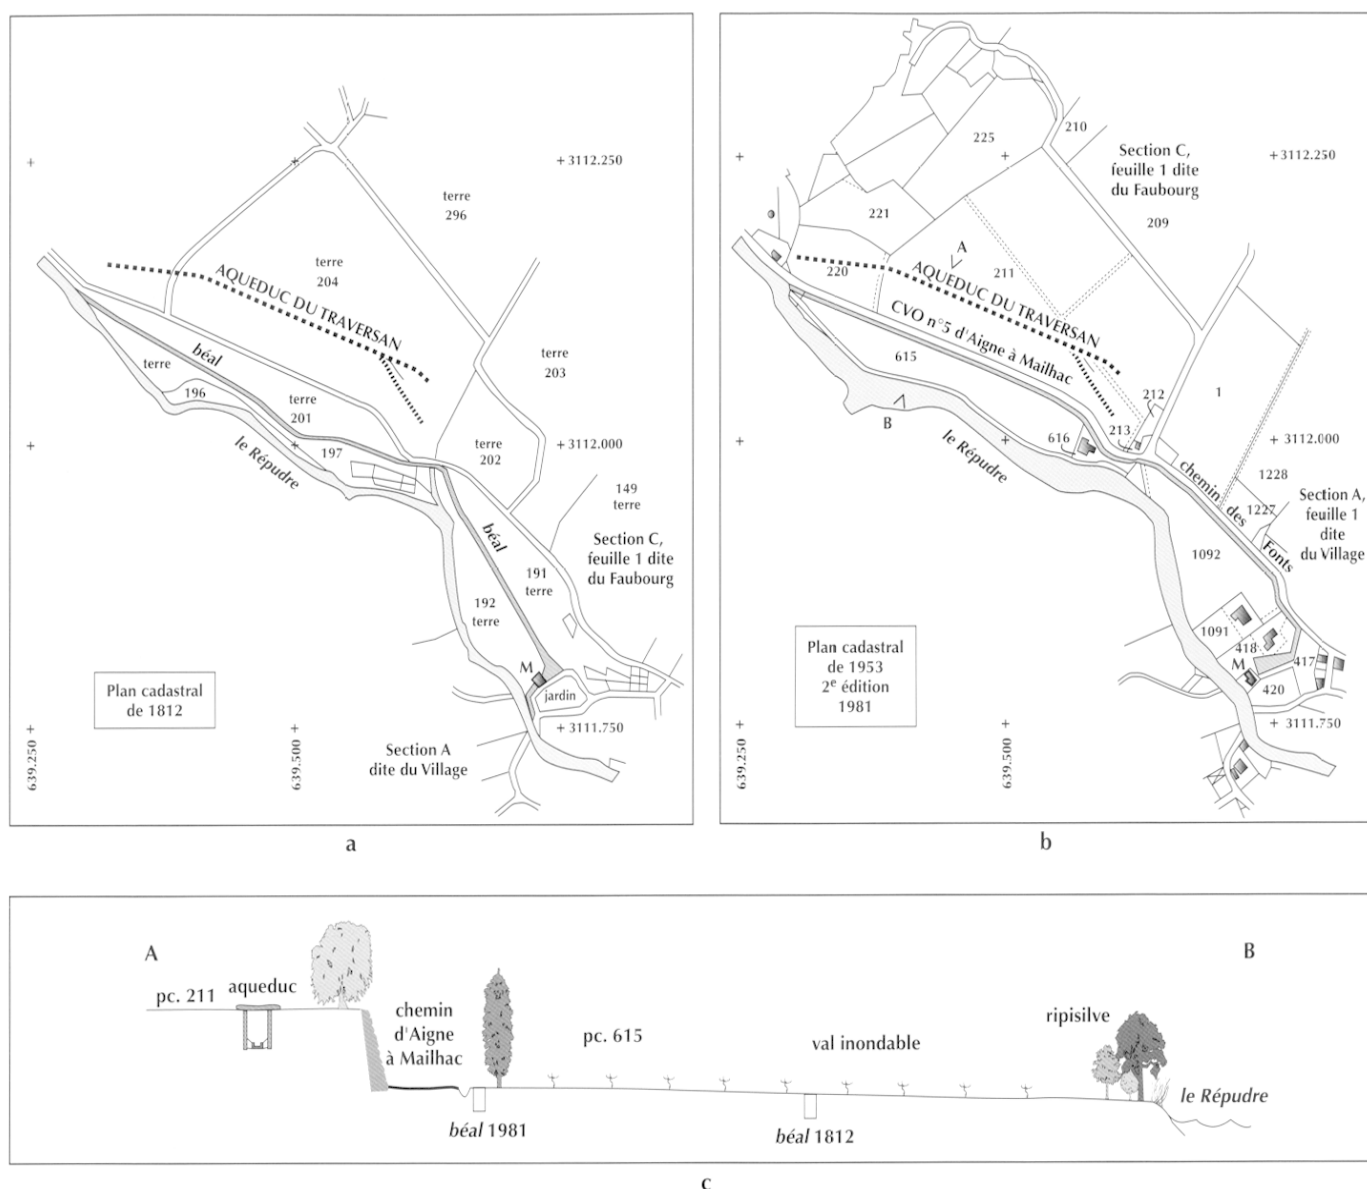 + 3112.250
terre
296
terre
204
AQUEDUC DU TRAVERSAN
béal
terre
196
terre
201
terre
203
le Répudre
197
terre
202
+ 3112.000
149
terre
Section C,
feuille 1 dite
du Faubourg
béal
191
terre
192
terre
M
jardin
Plan cadastral
de 1812
+ 3111.750
Section A
dite du Village
639.250
639.500
a
225
210
Section C,
feuille 1 dite
du Faubourg
+ 3112.250
221
209
A
211
220
AQUEDUC DU TRAVERSAN
CVO n°5 d'Aigne à Mailhac
615
B
1
212
213
616
le Répudre
+ 3112.000
chemin des Fonts
1228
1227
Section A,
feuille 1
dite
du Village
1092
1091
418
417
M
420
Plan cadastral
de 1953
2e édition
1981
+ 3111.750
639.250
639.500
b
A
B
pc. 211
aqueduc
chemin
d'Aigne
à Mailhac
pc. 615
val inondable
ripisilve
le Répudre
béal 1981
béal 1812
c